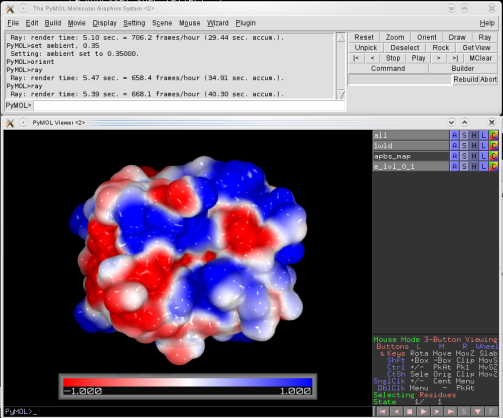 The PyMOL Molecular Graphics System <2>
File Edit Build Movie Display Setting Scene Mouse Wizard Plugin Help
Ray: render time: 5.10 sec. = 706.2 frames/hour (29.44 sec. accum.).
PyMOL>set ambient, 0.35
Setting: ambient set to 0.35000.
PyMOL>orient
PyMOL>ray
Ray: render time: 5.47 sec. = 658.4 frames/hour (34.91 sec. accum.).
PyMOL>ray
Ray: render time: 5.39 sec. = 668.1 frames/hour (40.30 sec. accum.).
PyMOL>
Reset Zoom Orient Draw Ray
Unpick Deselect Rock Get View
|< < Stop Play > >| MClear
Command Builder
Rebuild Abort
PyMOL Viewer <2>
all A S H L C
1wld A S H L C
apbs_map A S H L C
e_lvl_0_1 A S H L C
-1.000 1.000
Mouse Mode 3-Button Viewing
Buttons L M R Wheel
& Keys Rota Move MovZ Slab
Shft +Box -Box Clip MovS
Ctrl +/- PkAt Pk1 MvSZ
CtSh Sele Orig Clip MovZ
SnglClk +/- Cent Menu
DblClk Menu - PkAt
Selecting Residues
State 1/ 1
PyMOL>_
S F